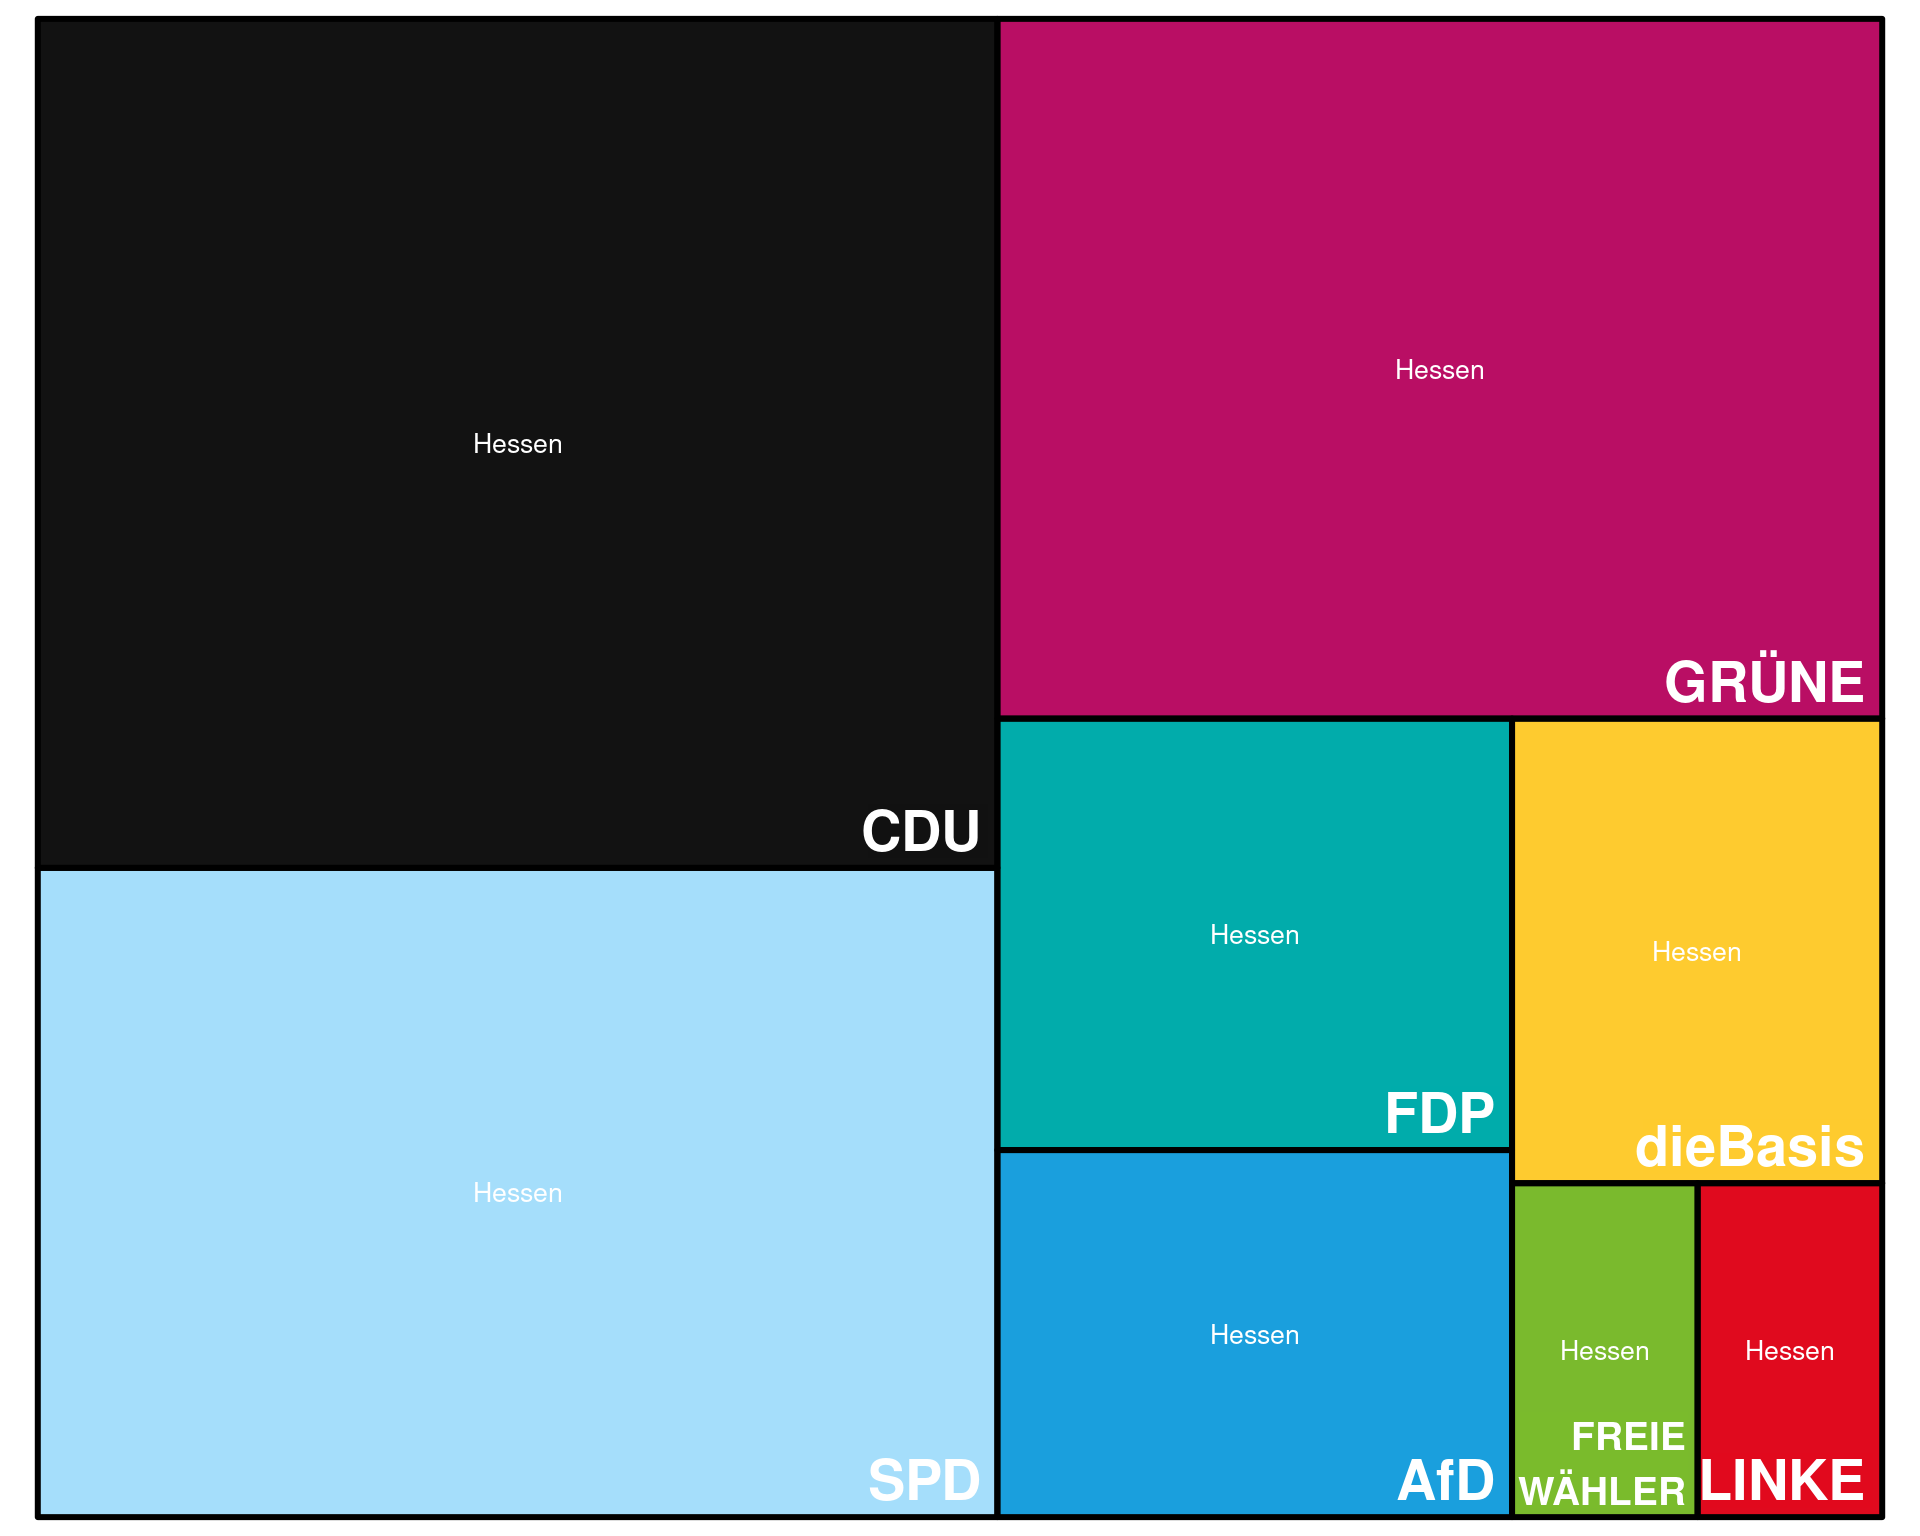 Hessen
CDU
Hessen
SPD
Hessen
GRÜNE
Hessen
FDP
Hessen
dieBasis
Hessen
AfD
Hessen
FREIE
WÄHLER
Hessen
LINKE